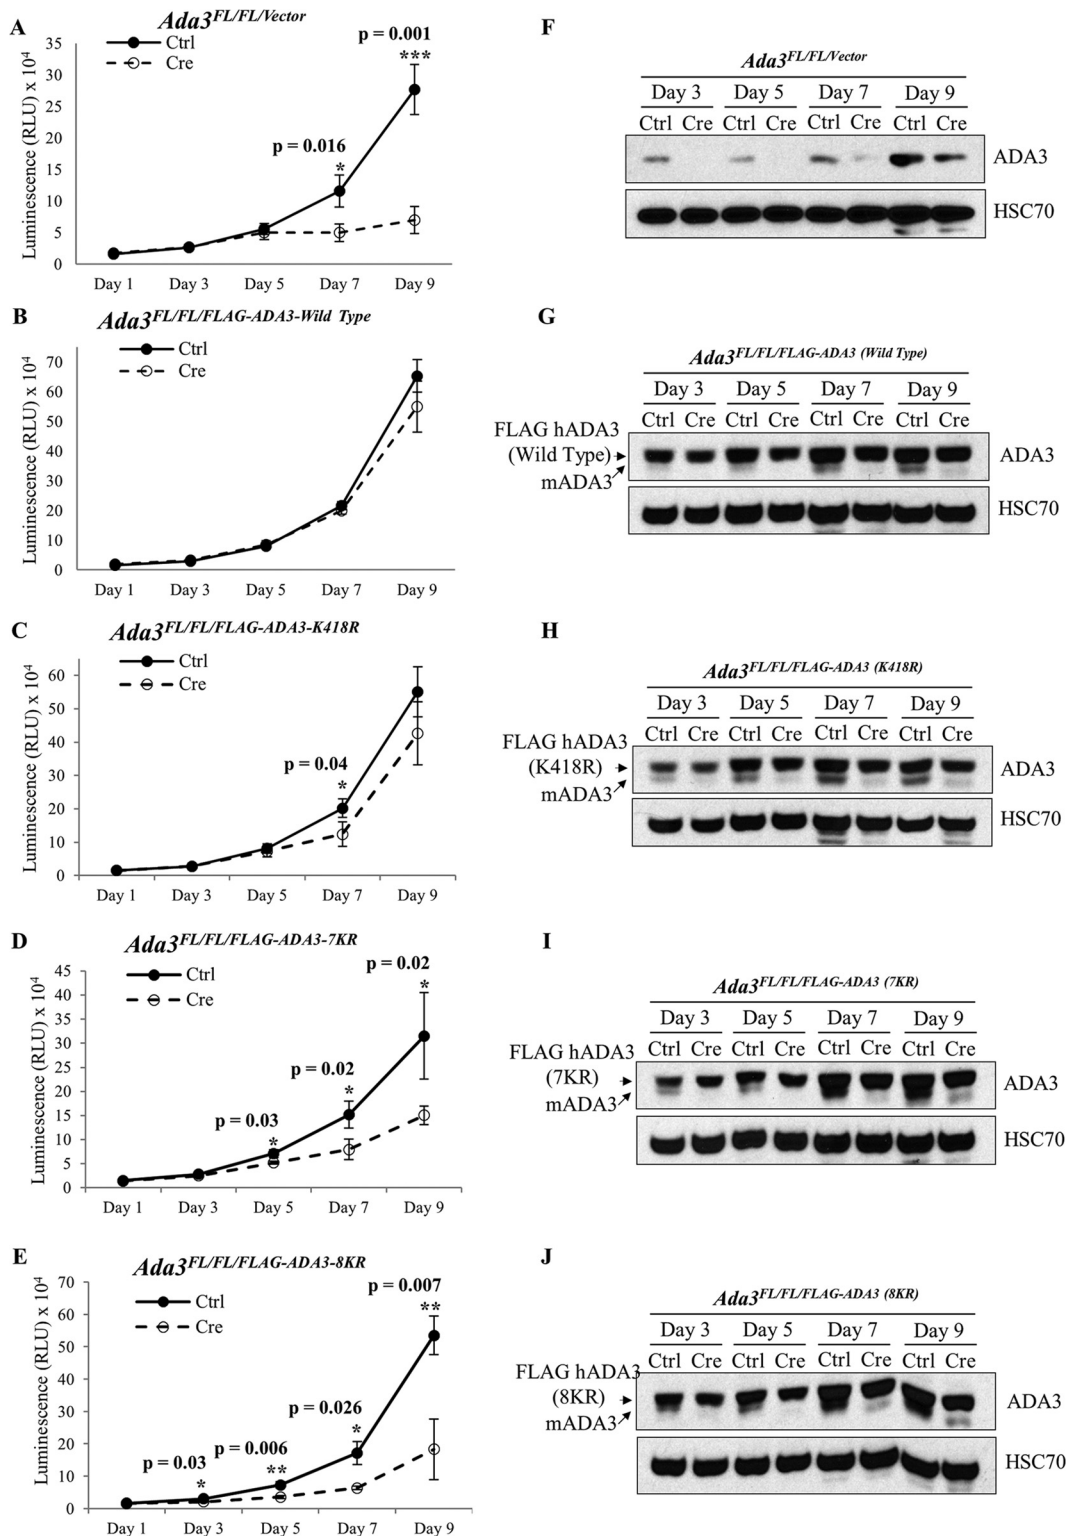 A
Ada3FL/FL/Vector
Ctrl
Cre
p = 0.001
***
p = 0.016
*
Luminescence (RLU) x 10⁴
35
30
25
20
15
10
5
0
Day 1 Day 3 Day 5 Day 7 Day 9
B
Ada3FL/FL/FLAG-ADA3-Wild Type
Ctrl
Cre
Luminescence (RLU) x 10⁴
70
60
50
40
30
20
10
0
Day 1 Day 3 Day 5 Day 7 Day 9
C
Ada3FL/FL/FLAG-ADA3-K418R
Ctrl
Cre
p = 0.04
*
Luminescence (RLU) x 10⁴
60
50
40
30
20
10
0
Day 1 Day 3 Day 5 Day 7 Day 9
D
Ada3FL/FL/FLAG-ADA3-7KR
Ctrl
Cre
p = 0.02
*
p = 0.02
*
p = 0.03
*
Luminescence (RLU) x 10⁴
45
40
35
30
25
20
15
10
5
0
Day 1 Day 3 Day 5 Day 7 Day 9
E
Ada3FL/FL/FLAG-ADA3-8KR
Ctrl
Cre
p = 0.007
**
p = 0.026
*
p = 0.006
**
p = 0.03
*
Luminescence (RLU) x 10⁴
70
60
50
40
30
20
10
0
Day 1 Day 3 Day 5 Day 7 Day 9
F
Ada3FL/FL/Vector
Day 3 Day 5 Day 7 Day 9
Ctrl Cre Ctrl Cre Ctrl Cre Ctrl Cre
ADA3
HSC70
G
Ada3FL/FL/FLAG-ADA3 (Wild Type)
Day 3 Day 5 Day 7 Day 9
Ctrl Cre Ctrl Cre Ctrl Cre Ctrl Cre
FLAG hADA3
(Wild Type)
mADA3
ADA3
HSC70
H
Ada3FL/FL/FLAG-ADA3 (K418R)
Day 3 Day 5 Day 7 Day 9
Ctrl Cre Ctrl Cre Ctrl Cre Ctrl Cre
FLAG hADA3
(K418R)
mADA3
ADA3
HSC70
I
Ada3FL/FL/FLAG-ADA3 (7KR)
Day 3 Day 5 Day 7 Day 9
Ctrl Cre Ctrl Cre Ctrl Cre Ctrl Cre
FLAG hADA3
(7KR)
mADA3
ADA3
HSC70
J
Ada3FL/FL/FLAG-ADA3 (8KR)
Day 3 Day 5 Day 7 Day 9
Ctrl Cre Ctrl Cre Ctrl Cre Ctrl Cre
FLAG hADA3
(8KR)
mADA3
ADA3
HSC70